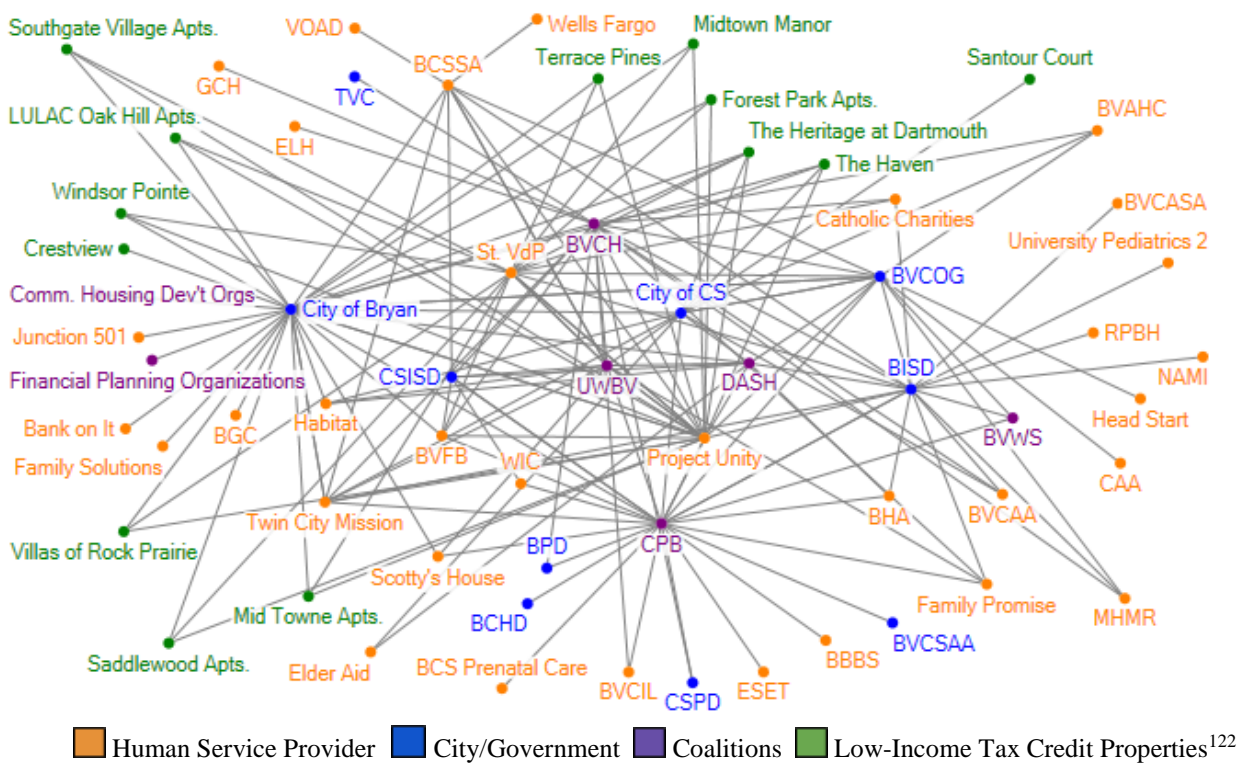 Southgate Village Apts.
VOAD
Wells Fargo
Midtown Manor
BCSSA
Terrace Pines
Santour Court
GCH
TVC
Forest Park Apts.
BVAHC
LULAC Oak Hill Apts.
The Heritage at Dartmouth
ELH
The Haven
Windsor Pointe
BVCASA
Catholic Charities
Crestview
St. VdP
BVCH
University Pediatrics 2
BVCOG
Comm. Housing Dev't Orgs
City of CS
City of Bryan
Junction 501
RPBH
Financial Planning Organizations
CSISD
UWBV
DASH
BISD
NAMI
Bank on It
BGC
Habitat
Head Start
BVWS
Family Solutions
BVFB
WIC
Project Unity
CAA
Twin City Mission
BHA
BVCAA
Villas of Rock Prairie
BPD
CPB
Scotty's House
Family Promise
Mid Towne Apts.
BCHD
MHMR
BVCSAA
Saddlewood Apts.
Elder Aid
BCS Prenatal Care
BVCIL
CSPD
ESET
BBBS
Human Service Provider City/Government Coalitions Low-Income Tax Credit Properties122